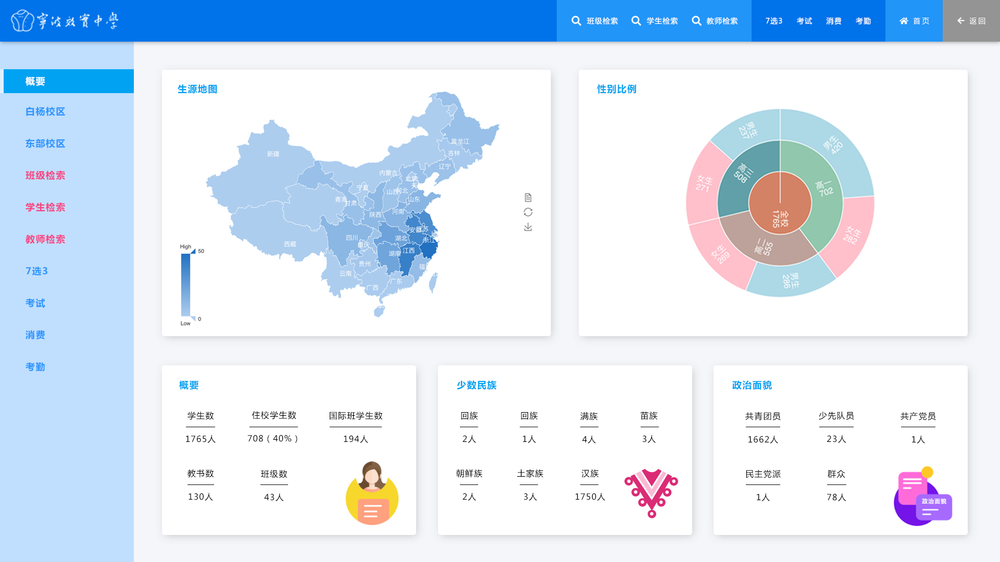 寧波效實中學
班级检索 学生检索 教师检索 7选3 考试 消费 考勤 首页 返回
概要
白杨校区
东部校区
班级检索
学生检索
教师检索
7选3
考试
消费
考勤
生源地图
黑龙江
新疆
吉林
辽宁
内蒙古
北京
宁夏
山西
河北
青海
甘肃
山东
陕西
河南
安徽
江苏
四川
湖北
浙江
西藏
重庆
湖南
江西
贵州
福
云南
广东
广西
High
50
0
Low
性别比例
男生
237
男生
420
女生
271
高三
508
高一
702
全校
1765
女生
282
高二
555
女生
269
男生
286
概要
学生数 住校学生数 国际班学生数
1765人 708（40%） 194人
教书数 班级数
130人 43人
少数民族
回族 回族 满族 苗族
2人 1人 4人 3人
朝鲜族 土家族 汉族
2人 3人 1750人
政治面貌
共青团员 少先队员 共产党员
1662人 23人 1人
民主党派 群众
1人 78人
政治面貌